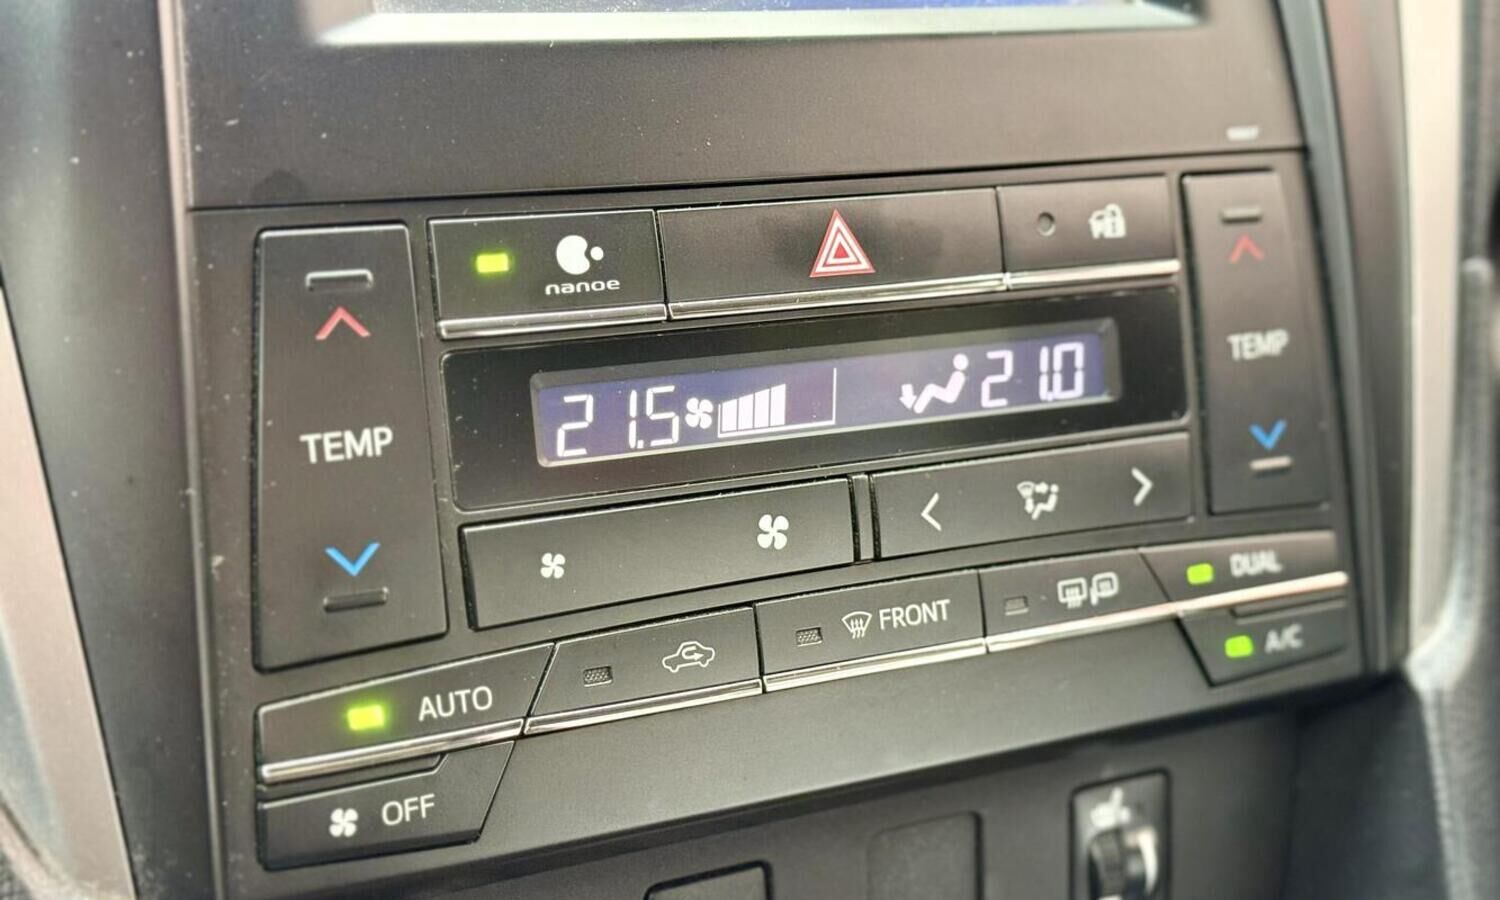 nanoe
TEMP
21.5 21.0
TEMP
FRONT
DUAL
AUTO
A/C
OFF